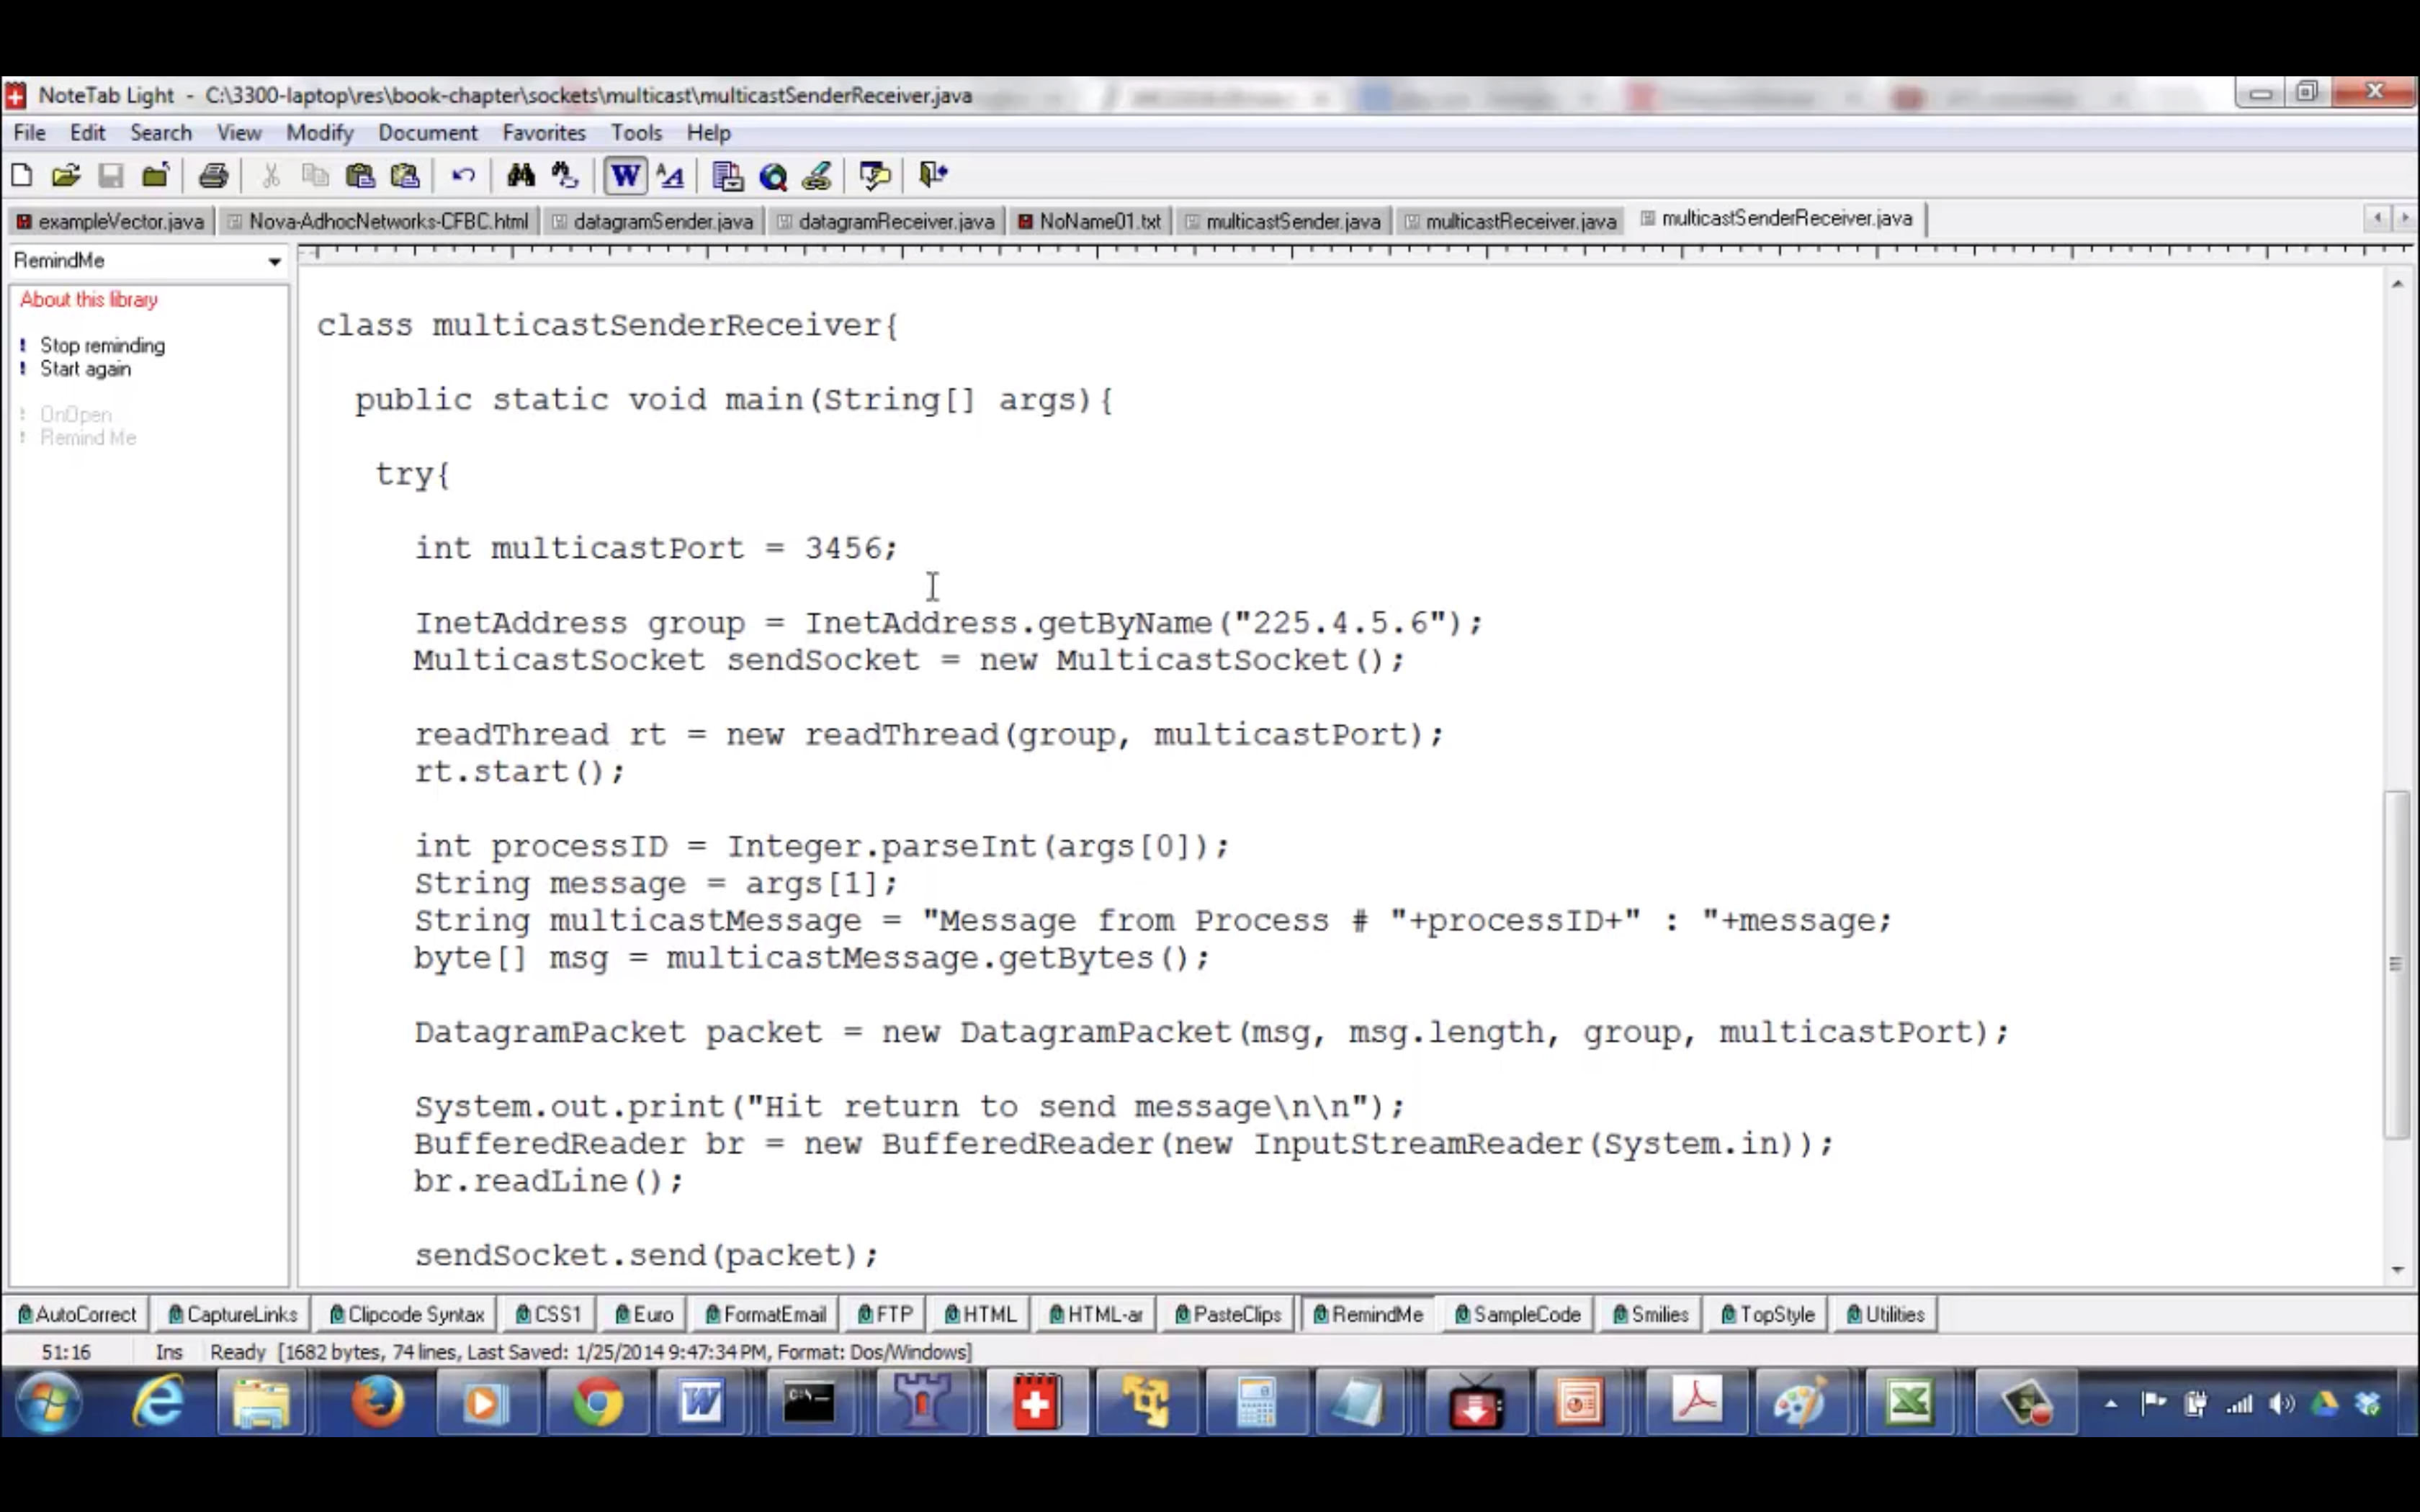 NoteTab Light - C:\3300-laptop\res\book-chapter\sockets\multicast\multicastSenderReceiver.java
File Edit Search View Modify Document Favorites Tools Help
exampleVector.java Nova-AdhocNetworks-CFBC.html datagramSender.java datagramReceiver.java NoName01.txt multicastSender.java multicastReceiver.java multicastSenderReceiver.java
RemindMe
About this library
! Stop reminding
! Start again
! OnOpen
! Remind Me
class multicastSenderReceiver{
public static void main(String[] args){
try{
int multicastPort = 3456;
InetAddress group = InetAddress.getByName("225.4.5.6");
MulticastSocket sendSocket = new MulticastSocket();
readThread rt = new readThread(group, multicastPort);
rt.start();
int processID = Integer.parseInt(args[0]);
String message = args[1];
String multicastMessage = "Message from Process # "+processID+" : "+message;
byte[] msg = multicastMessage.getBytes();
DatagramPacket packet = new DatagramPacket(msg, msg.length, group, multicastPort);
System.out.print("Hit return to send message\n\n");
BufferedReader br = new BufferedReader(new InputStreamReader(System.in));
br.readLine();
sendSocket.send(packet);
AutoCorrect CaptureLinks Clipcode Syntax CSS1 Euro FormatEmail FTP HTML HTML-ar PasteClips RemindMe SampleCode Smilies TopStyle Utilities
51:16 Ins Ready [1682 bytes, 74 lines, Last Saved: 1/25/2014 9:47:34 PM, Format: Dos/Windows]